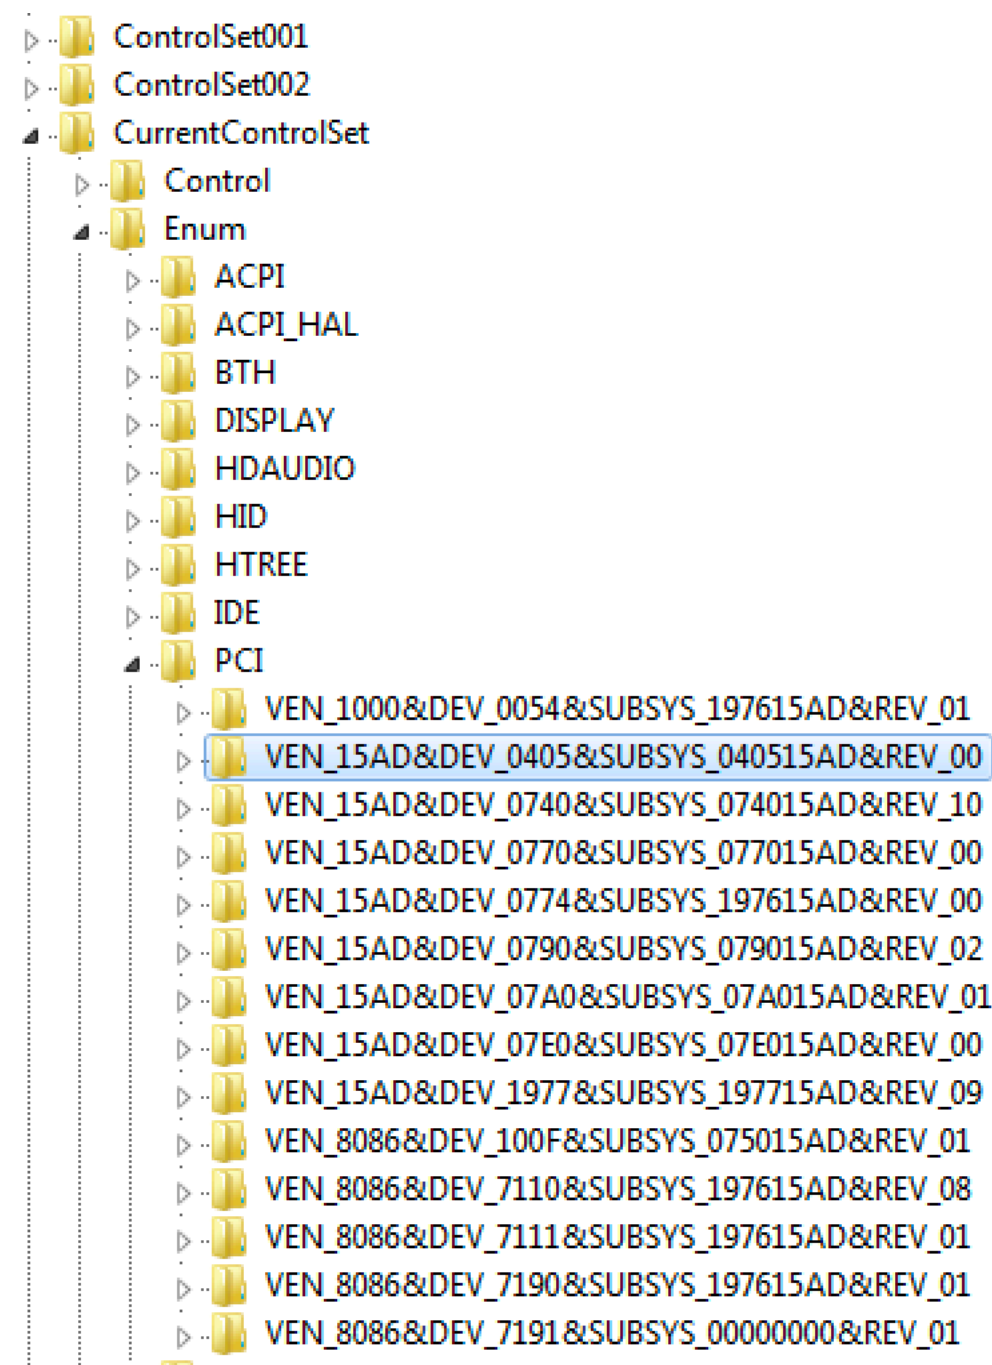 ControlSet001
ControlSet002
CurrentControlSet
Control
Enum
ACPI
ACPI_HAL
BTH
DISPLAY
HDAUDIO
HID
HTREE
IDE
PCI
VEN_1000&DEV_0054&SUBSYS_197615AD&REV_01
VEN_15AD&DEV_0405&SUBSYS_040515AD&REV_00
VEN_15AD&DEV_0740&SUBSYS_074015AD&REV_10
VEN_15AD&DEV_0770&SUBSYS_077015AD&REV_00
VEN_15AD&DEV_0774&SUBSYS_197615AD&REV_00
VEN_15AD&DEV_0790&SUBSYS_079015AD&REV_02
VEN_15AD&DEV_07A0&SUBSYS_07A015AD&REV_01
VEN_15AD&DEV_07E0&SUBSYS_07E015AD&REV_00
VEN_15AD&DEV_1977&SUBSYS_197715AD&REV_09
VEN_8086&DEV_100F&SUBSYS_075015AD&REV_01
VEN_8086&DEV_7110&SUBSYS_197615AD&REV_08
VEN_8086&DEV_7111&SUBSYS_197615AD&REV_01
VEN_8086&DEV_7190&SUBSYS_197615AD&REV_01
VEN_8086&DEV_7191&SUBSYS_00000000&REV_01